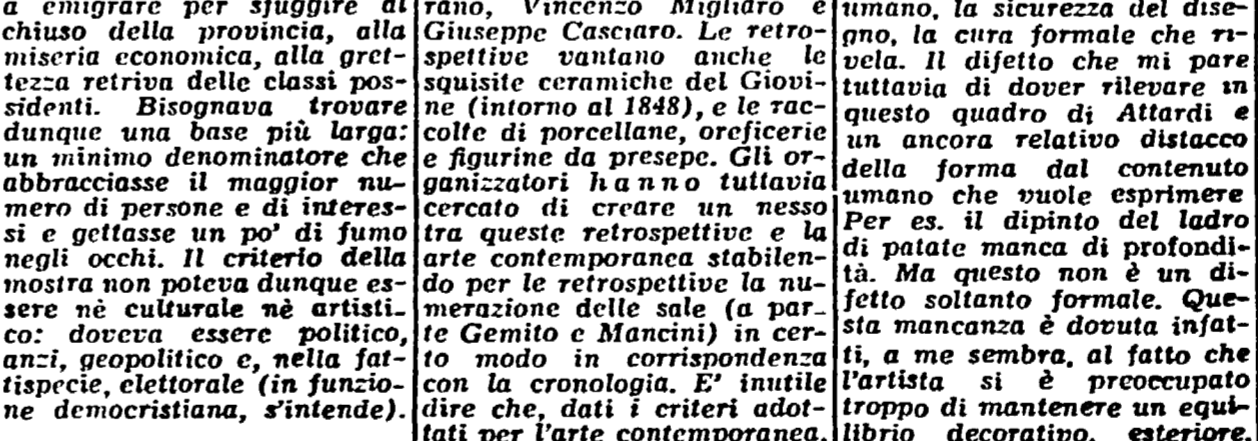 a emigrare per sfuggire al
chiuso della provincia, alla
miseria economica, alla gret-
tezza retriva delle classi pos-
sidenti. Bisognava trovare
dunque una base più larga:
un minimo denominatore che
abbracciasse il maggior nu-
mero di persone e di interes-
si e gettasse un po' di fumo
negli occhi. Il criterio della
mostra non poteva dunque es-
sere nè culturale nè artisti-
co: doveva essere politico,
anzi, geopolitico e, nella fat-
tispecie, elettorale (in funzio-
ne democristiana, s'intende).
rano, Vincenzo Migliaro e
Giuseppe Casciaro. Le retro-
spettive vantano anche le
squisite ceramiche del Giovi-
ne (intorno al 1848), e le rac-
colte di porcellane, oreficerie
e figurine da presepe. Gli or-
ganizzatori hanno tuttavia
cercato di creare un nesso
tra queste retrospettive e la
arte contemporanea stabilen-
do per le retrospettive la nu-
merazione delle sale (a par-
te Gemito e Mancini) in cer-
to modo in corrispondenza
con la cronologia. E' inutile
dire che, dati i criteri adot-
tati per l'arte contemporanea,
umano, la sicurezza del dise-
gno, la cura formale che ri-
vela. Il difetto che mi pare
tuttavia di dover rilevare in
questo quadro di Attardi e
un ancora relativo distacco
della forma dal contenuto
umano che vuole esprimere
Per es. il dipinto del ladro
di patate manca di profondi-
tà. Ma questo non è un di-
fetto soltanto formale. Que-
sta mancanza è dovuta infat-
ti, a me sembra, al fatto che
l'artista si è preoccupato
troppo di mantenere un equi-
librio decorativo, esteriore,